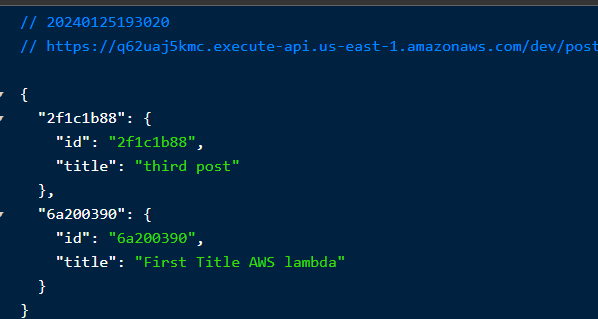 // 20240125193020
// https://q62uaj5kmc.execute-api.us-east-1.amazonaws.com/dev/post
{
"2f1c1b88": {
"id": "2f1c1b88",
"title": "third post"
},
"6a200390": {
"id": "6a200390",
"title": "First Title AWS lambda"
}
}